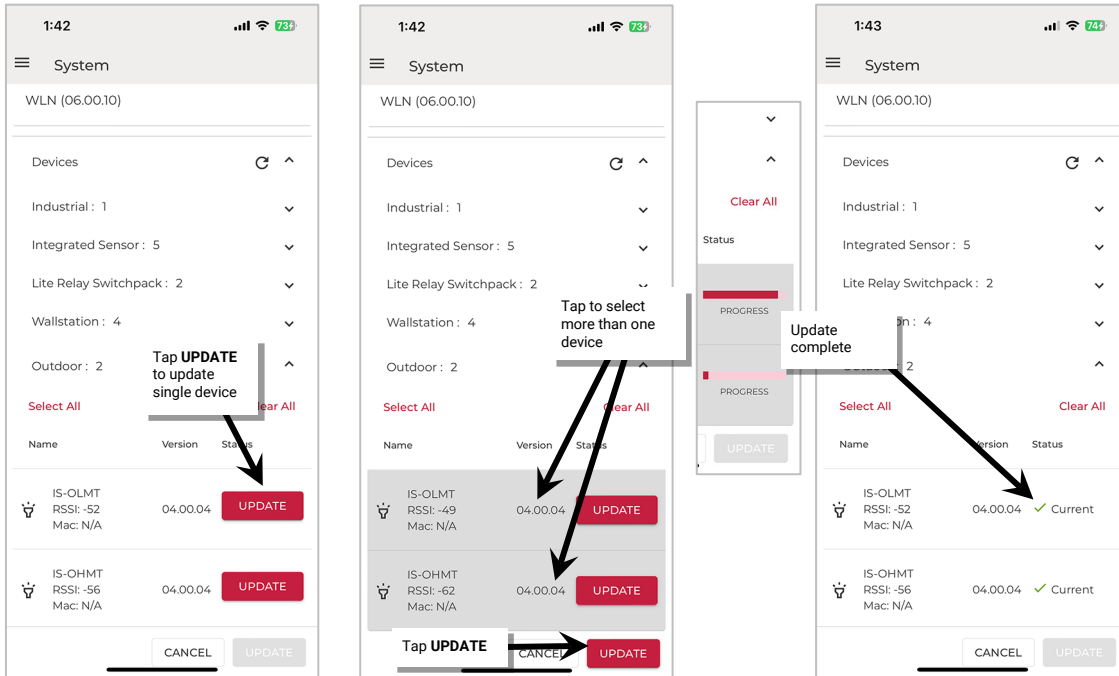 1:42
73
System
WLN (06.00.10)
Devices
Industrial : 1
Integrated Sensor : 5
Lite Relay Switchpack : 2
Wallstation : 4
Outdoor : 2
Tap UPDATE
to update
single device
Select All
Clear All
Name Version Status
IS-OLMT
RSSI: -52
Mac: N/A
04.00.04
UPDATE
IS-OHMT
RSSI: -56
Mac: N/A
04.00.04
UPDATE
CANCEL UPDATE
1:42
73
System
WLN (06.00.10)
Devices
Industrial : 1
Integrated Sensor : 5
Lite Relay Switchpack : 2
Wallstation : 4
Outdoor : 2
Tap to select
more than one
device
Select All
Clear All
Name Version Status
IS-OLMT
RSSI: -49
Mac: N/A
04.00.04
UPDATE
IS-OHMT
RSSI: -62
Mac: N/A
04.00.04
UPDATE
Tap UPDATE
CANCEL UPDATE
Clear All
Status
PROGRESS
PROGRESS
UPDATE
1:43
74
System
WLN (06.00.10)
Devices
Industrial : 1
Integrated Sensor : 5
Lite Relay Switchpack : 2
: 4
2
Update
complete
Select All
Clear All
Name Version Status
IS-OLMT
RSSI: -52
Mac: N/A
04.00.04
Current
IS-OHMT
RSSI: -56
Mac: N/A
04.00.04
Current
CANCEL UPDATE